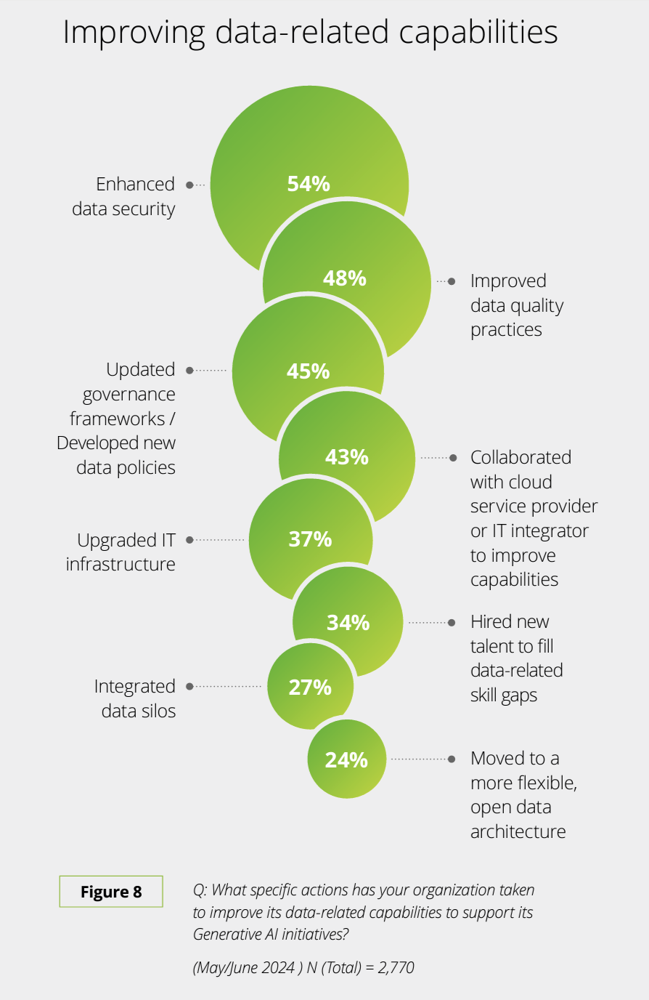 Improving data-related capabilities
54%
Enhanced
data security
48%
Improved
data quality
practices
45%
Updated
governance
frameworks /
Developed new
data policies
43%
Collaborated
with cloud
service provider
or IT integrator
to improve
capabilities
37%
Upgraded IT
infrastructure
34%
Hired new
talent to fill
data-related
skill gaps
27%
Integrated
data silos
24%
Moved to a
more flexible,
open data
architecture
Figure 8
Q: What specific actions has your organization taken
to improve its data-related capabilities to support its
Generative AI initiatives?
(May/June 2024 ) N (Total) = 2,770